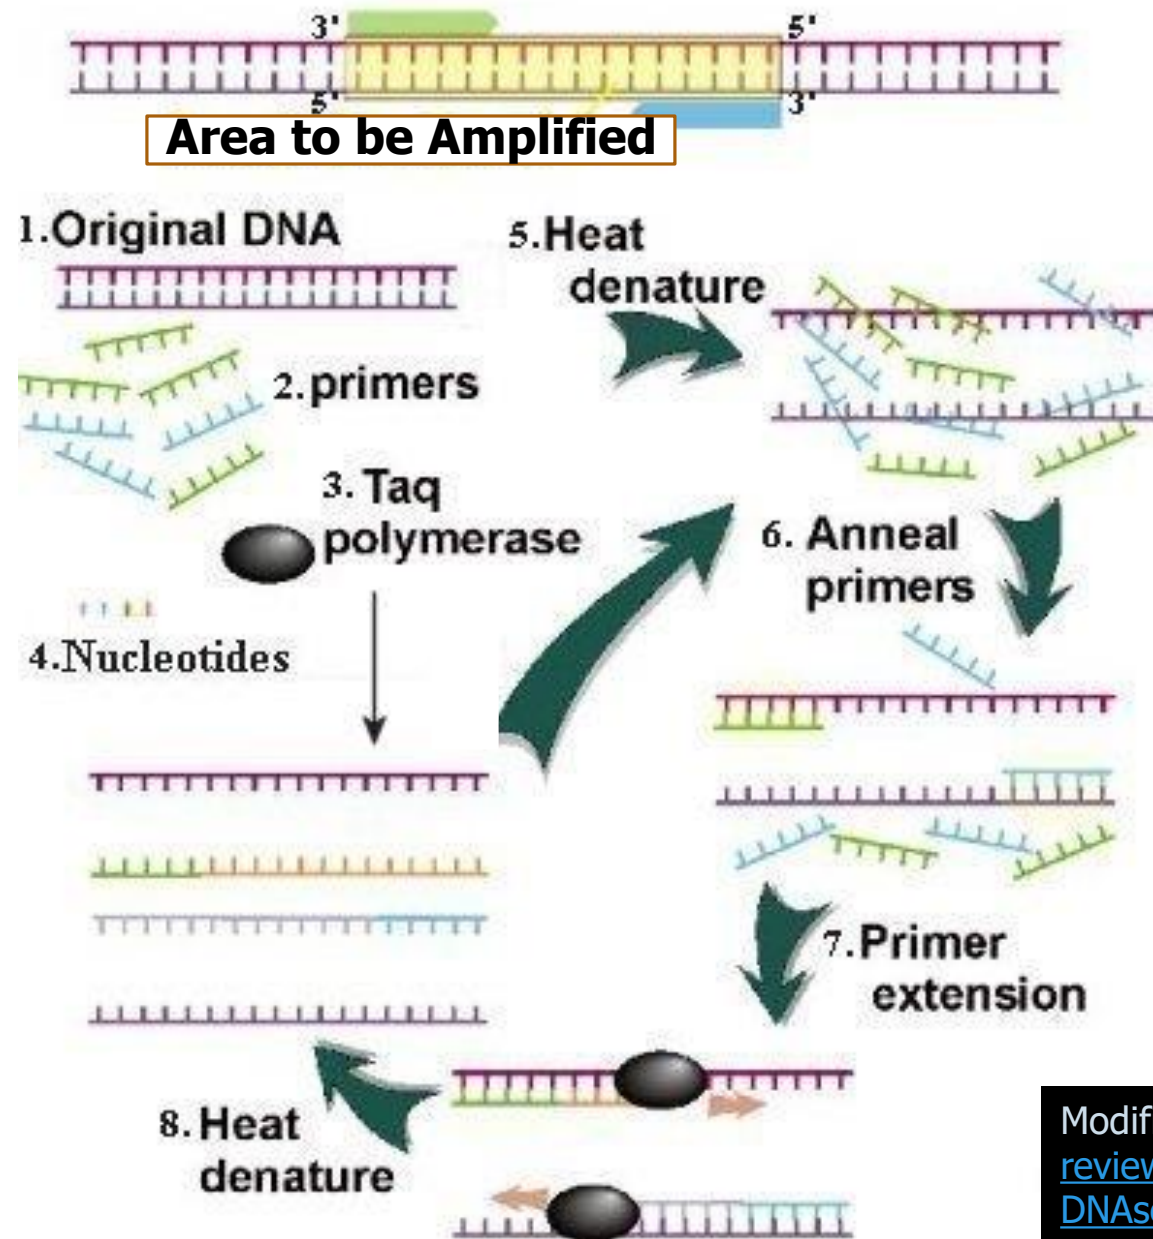 3' 5'
5' 3'
Area to be Amplified
1.Original DNA
2.primers
3. Taq
polymerase
4.Nucleotides
5.Heat
denature
6. Anneal
primers
7.Primer
extension
8.Heat
denature